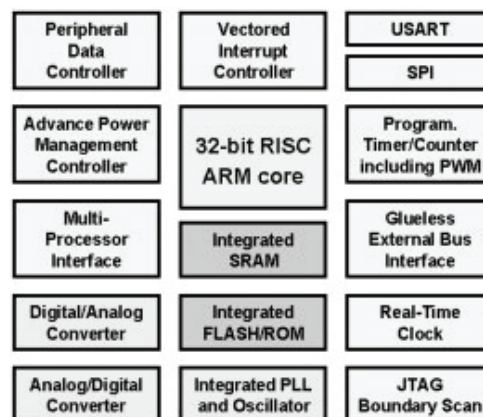 Peripheral
Data
Controller
Vectored
Interrupt
Controller
USART
SPI
Advance Power
Management
Controller
32-bit RISC
ARM core
Program.
Timer/Counter
including PWM
Multi-
Processor
Interface
Integrated
SRAM
Glueless
External Bus
Interface
Digital/Analog
Converter
Integrated
FLASH/ROM
Real-Time
Clock
Analog/Digital
Converter
Integrated PLL
and Oscillator
JTAG
Boundary Scan